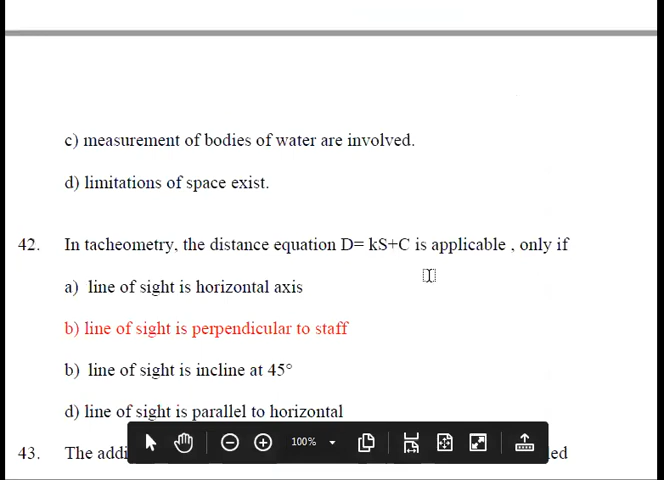 c) measurement of bodies of water are involved.
d) limitations of space exist.
42. In tacheometry, the distance equation D= kS+C is applicable , only if
a) line of sight is horizontal axis
b) line of sight is perpendicular to staff
b) line of sight is incline at 45°
d) line of sight is parallel to horizontal
43. The
100%